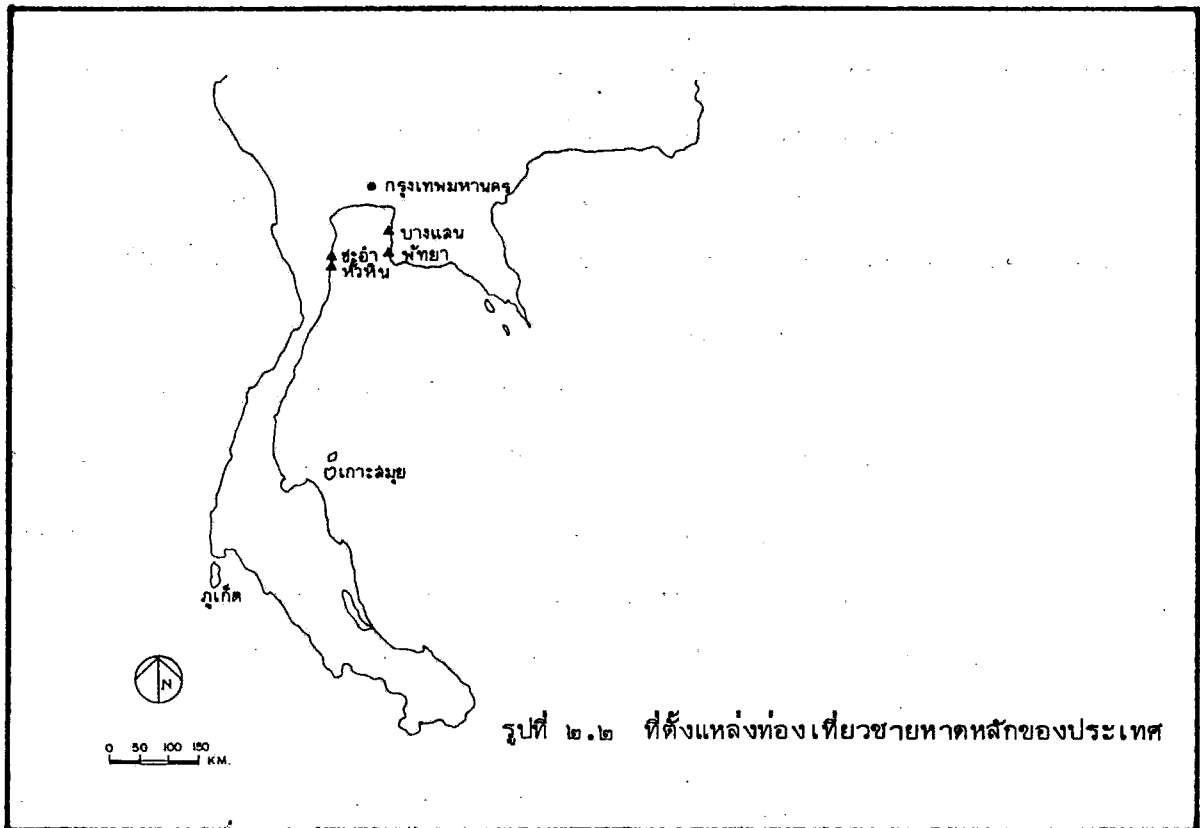 กรุงเทพมหานคร
บางแสน
ชะอำ
พัทยา
หัวหิน
เกาะสมุย
ภูเก็ต
N
0 50 100 150
KM.
รูปที่ ๒.๒ ที่ตั้งแหล่งท่องเที่ยวชายหาดหลักของประเทศ